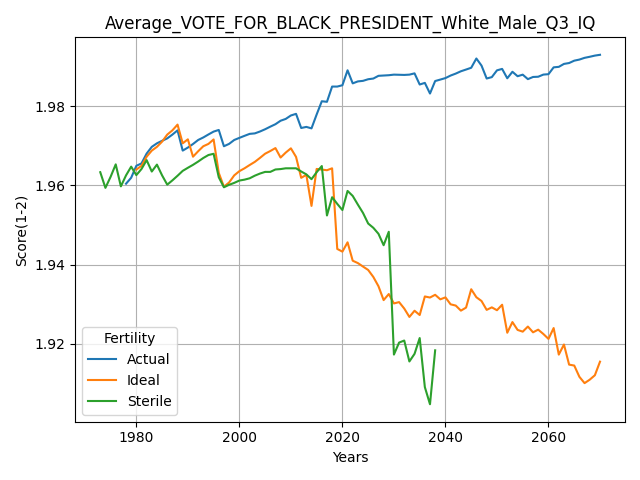 Average_VOTE_FOR_BLACK_PRESIDENT_White_Male_Q3_IQ
Score(1-2)
1.98
1.96
1.94
1.92
Fertility
Actual
Ideal
Sterile
1980 2000 2020 2040 2060
Years